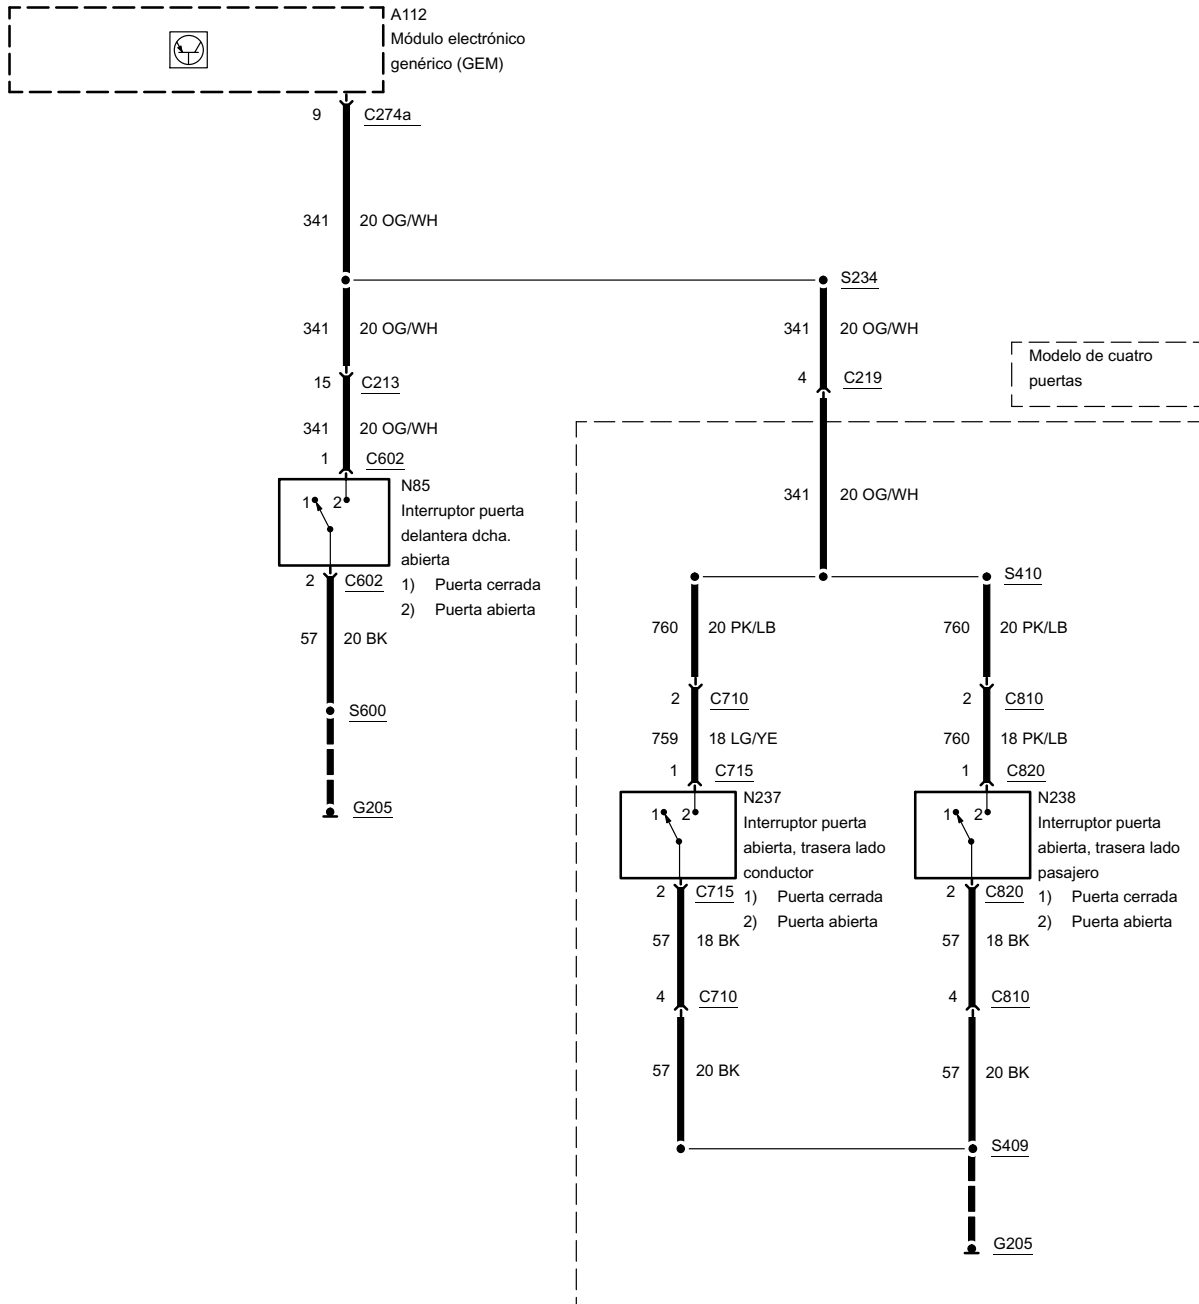 A112
Módulo electrónico
genérico (GEM)
9 C274a
341 20 OG/WH
S234
341 20 OG/WH
341 20 OG/WH
Modelo de cuatro
puertas
15 C213
4 C219
341 20 OG/WH
1 C602
N85
1 2
Interruptor puerta
delantera dcha.
abierta
1) Puerta cerrada
2) Puerta abierta
2 C602
341 20 OG/WH
57 20 BK
S600
G205
S410
760 20 PK/LB
760 20 PK/LB
2 C710
2 C810
759 18 LG/YE
760 18 PK/LB
1 C715
1 C820
N237
1 2
Interruptor puerta
abierta, trasera lado
conductor
1) Puerta cerrada
2) Puerta abierta
N238
1 2
Interruptor puerta
abierta, trasera lado
pasajero
1) Puerta cerrada
2) Puerta abierta
2 C715
2 C820
57 18 BK
57 18 BK
4 C710
4 C810
57 20 BK
57 20 BK
S409
G205